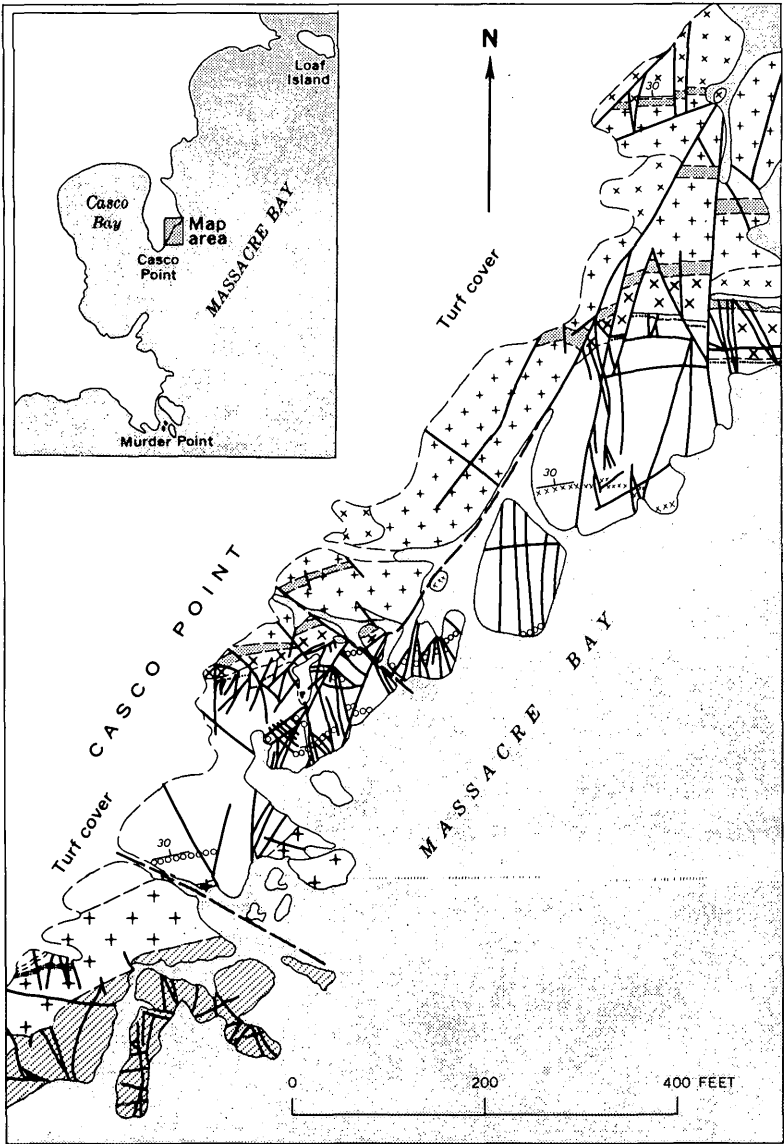 Loaf
Island
Casco
Bay
Map
area
Casco
Point
MASSACRE BAY
Murder Point
N
30
Turf cover
30
CASCO POINT
MASSACRE BAY
Turf cover
30
0 200 400 FEET